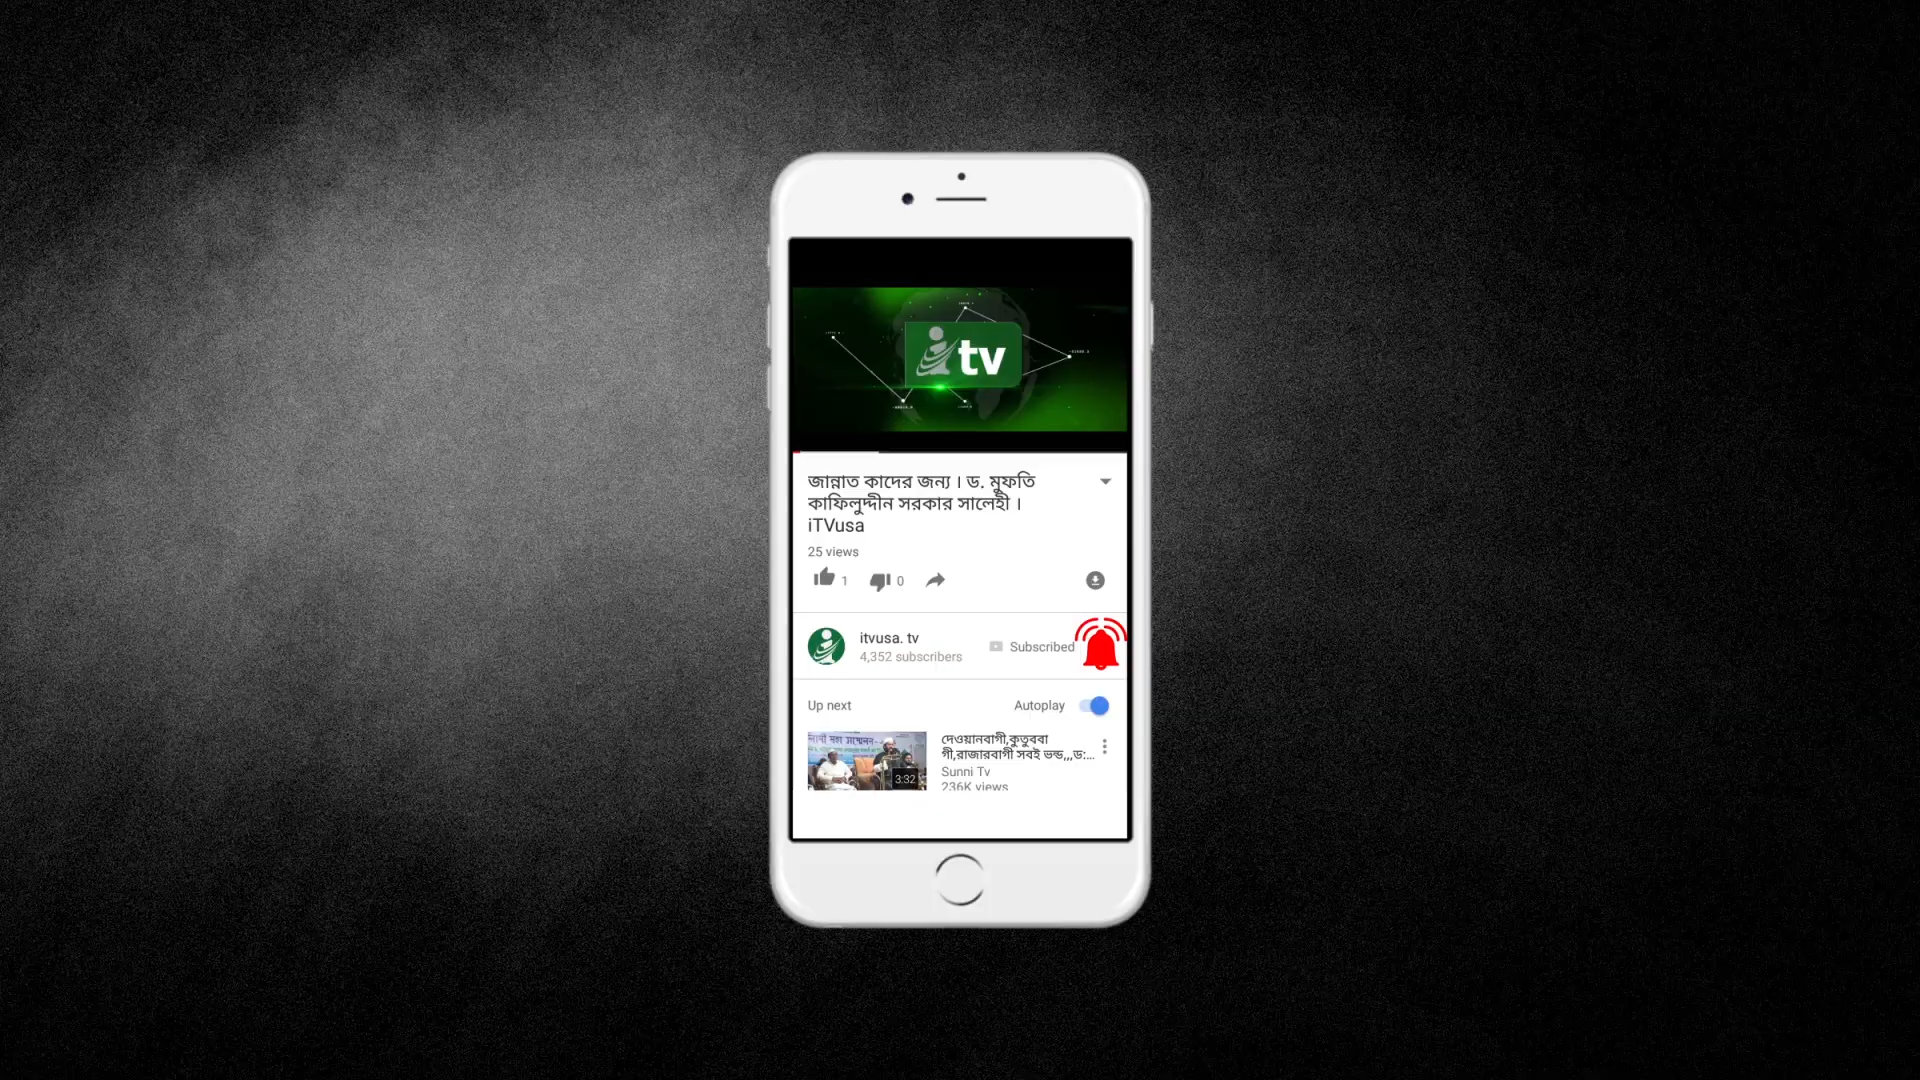 tv
জান্নাত কাদের জন্য । ড. মুফতি
কাফিলুদ্দীন সরকার সালেহী ।
iTVusa
25 views
1 0
itvusa. tv
4,352 subscribers
Subscribed
Up next
Autoplay
3:32
দেওয়ানবাগী,কুতুববা
গী,রাজারবাগী সবই ভন্ড,,,ড:...
Sunni Tv
236K views